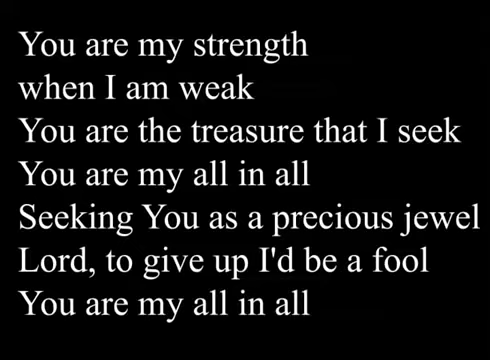 You are my strength
when I am weak
You are the treasure that I seek
You are my all in all
Seeking You as a precious jewel
Lord, to give up I'd be a fool
You are my all in all